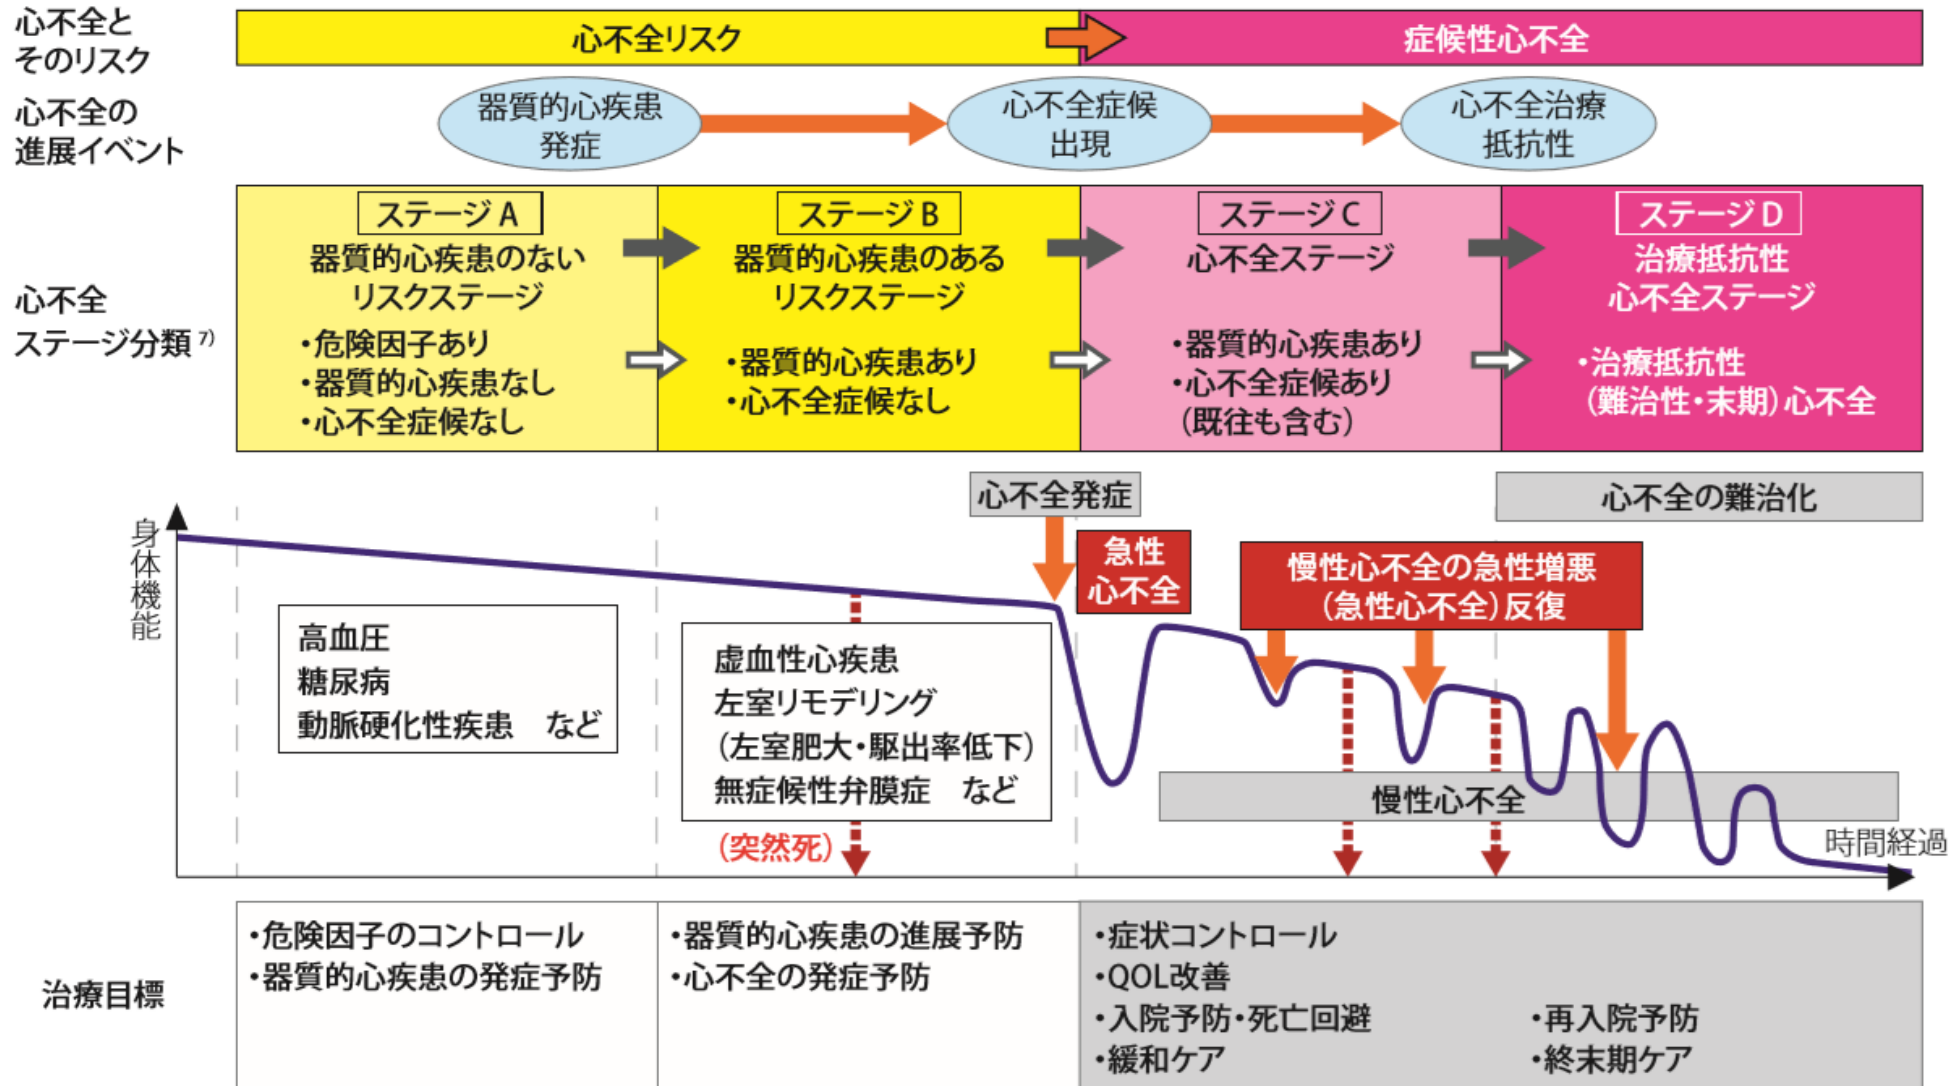 心不全と
そのリスク
心不全リスク
症候性心不全
心不全の
進展イベント
器質的心疾患
発症
心不全症候
出現
心不全治療
抵抗性
心不全
ステージ分類 7)
ステージ A
器質的心疾患のない
リスクステージ
・危険因子あり
・器質的心疾患なし
・心不全症候なし
ステージ B
器質的心疾患のある
リスクステージ
・器質的心疾患あり
・心不全症候なし
ステージ C
心不全ステージ
・器質的心疾患あり
・心不全症候あり
(既往も含む)
ステージ D
治療抵抗性
心不全ステージ
・治療抵抗性
(難治性・末期)心不全
心不全発症
心不全の難治化
身体機能
急性
心不全
慢性心不全の急性増悪
(急性心不全)反復
高血圧
糖尿病
動脈硬化性疾患 など
虚血性心疾患
左室リモデリング
(左室肥大・駆出率低下)
無症候性弁膜症 など
慢性心不全
(突然死)
時間経過
治療目標
・危険因子のコントロール
・器質的心疾患の発症予防
・器質的心疾患の進展予防
・心不全の発症予防
・症状コントロール
・QOL改善
・入院予防・死亡回避
・緩和ケア
・再入院予防
・終末期ケア